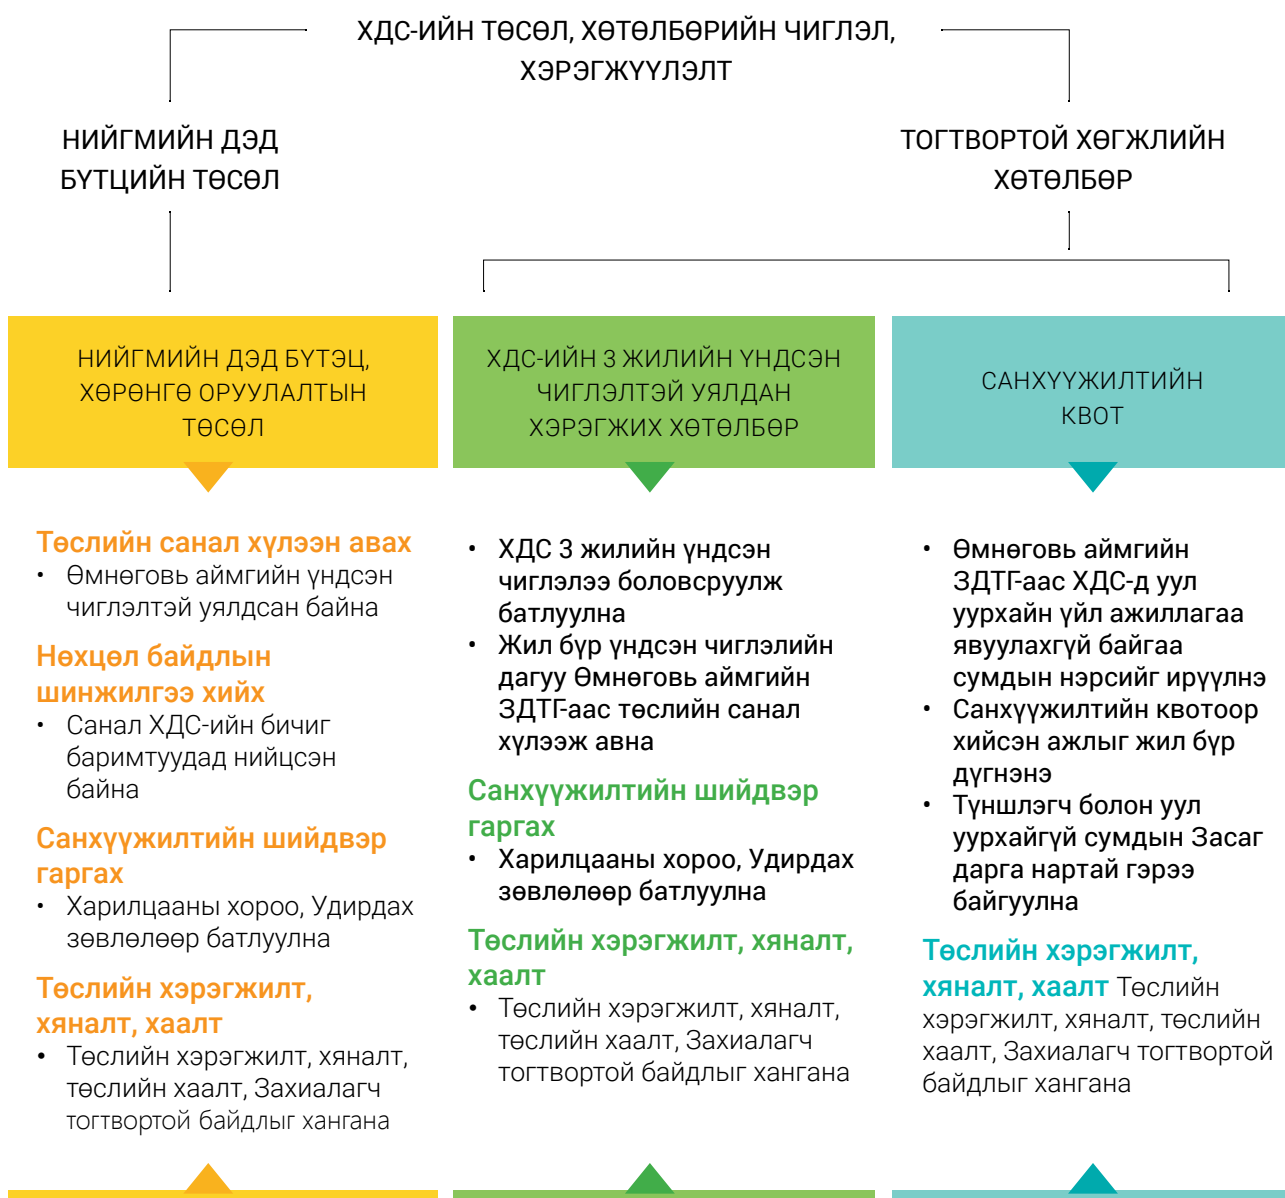 ХДС-ИЙН ТӨСӨЛ, ХӨТӨЛБӨРИЙН ЧИГЛЭЛ,
ХЭРЭГЖҮҮЛЭЛТ
НИЙГМИЙН ДЭД
БҮТЦИЙН ТӨСӨЛ
ТОГТВОРТОЙ ХӨГЖЛИЙН
ХӨТӨЛБӨР
НИЙГМИЙН ДЭД БҮТЭЦ,
ХӨРӨНГӨ ОРУУЛАЛТЫН
ТӨСӨЛ
Төслийн санал хүлээн авах
• Өмнөговь аймгийн үндсэн
чиглэлтэй уялдсан байна
Нөхцөл байдлын
шинжилгээ хийх
• Санал ХДС-ийн бичиг
баримтуудад нийцсэн
байна
Санхүүжилтийн шийдвэр
гаргах
• Харилцааны хороо, Удирдах
зөвлөлөөр батлуулна
Төслийн хэрэгжилт,
хяналт, хаалт
• Төслийн хэрэгжилт, хяналт,
төслийн хаалт, Захиалагч
тогтвортой байдлыг хангана
ХДС-ИЙН 3 ЖИЛИЙН ҮНДСЭН
ЧИГЛЭЛТЭЙ УЯЛДАН
ХЭРЭГЖИХ ХӨТӨЛБӨР
• ХДС 3 жилийн үндсэн
чиглэлээ боловсруулж
батлуулна
• Жил бүр үндсэн чиглэлийн
дагуу Өмнөговь аймгийн
ЗДТГ-аас төслийн санал
хүлээж авна
Санхүүжилтийн шийдвэр
гаргах
• Харилцааны хороо, Удирдах
зөвлөлөөр батлуулна
Төслийн хэрэгжилт, хяналт,
хаалт
• Төслийн хэрэгжилт, хяналт,
төслийн хаалт, Захиалагч
тогтвортой байдлыг хангана
САНХҮҮЖИЛТИЙН
КВОТ
• Өмнөговь аймгийн
ЗДТГ-аас ХДС-д уул
уурхайн үйл ажиллагаа
явуулахгүй байгаа
сумдын нэрсийг ирүүлнэ
• Санхүүжилтийн квотоор
хийсэн ажлыг жил бүр
дүгнэнэ
• Түншлэгч болон уул
уурхайгүй сумдын Засаг
дарга нартай гэрээ
байгуулна
Төслийн хэрэгжилт,
хяналт, хаалт Төслийн
хэрэгжилт, хяналт, төслийн
хаалт, Захиалагч тогтвортой
байдлыг хангана